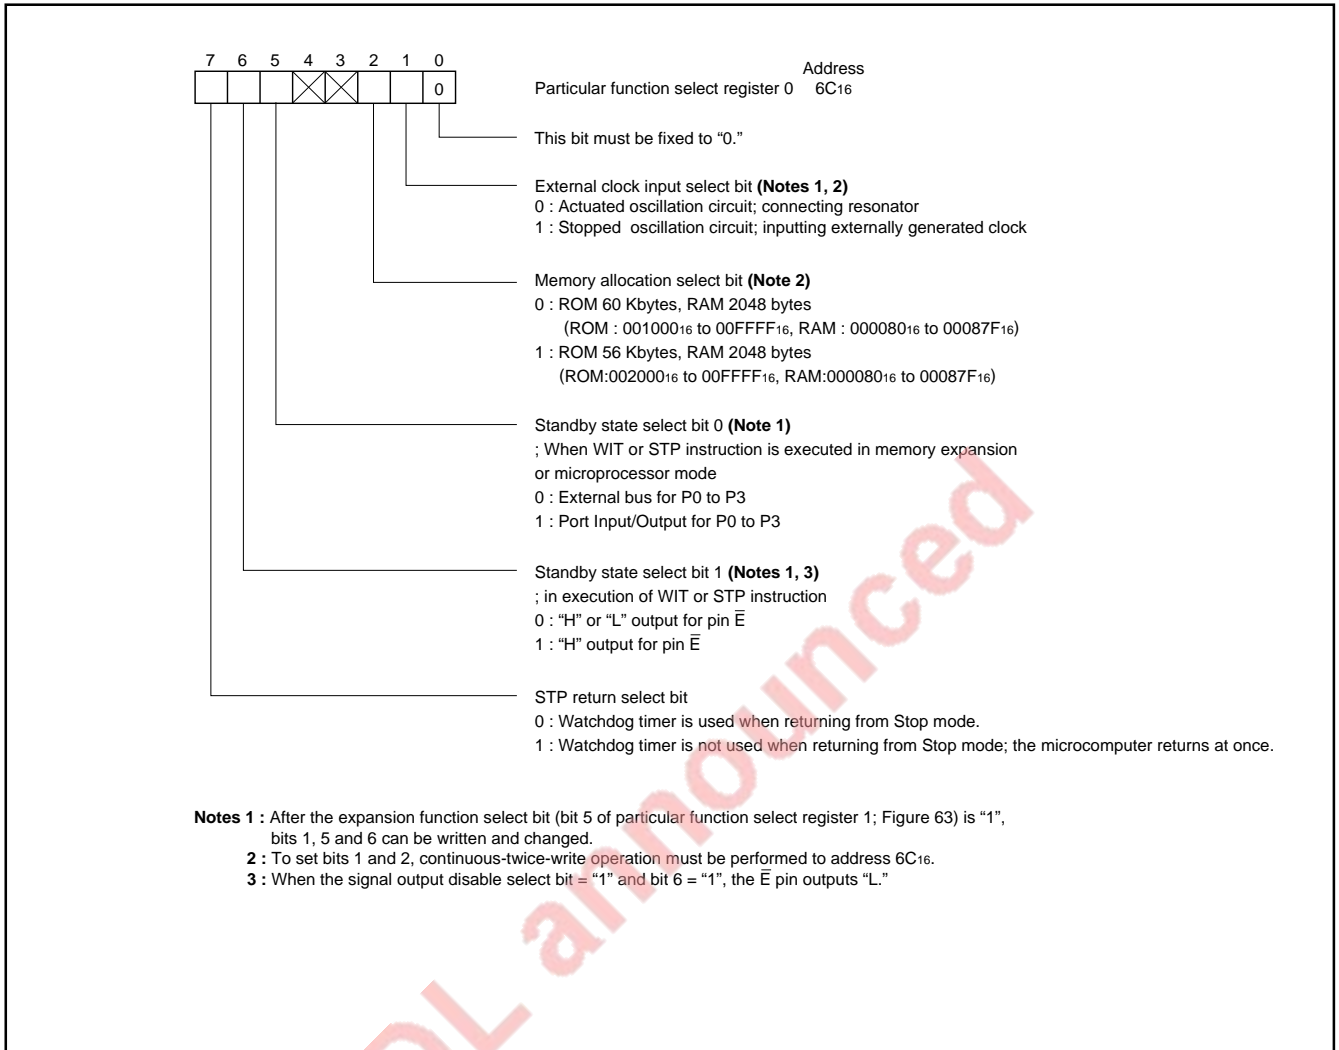 7 6 5 4 3 2 1 0
Address
0
Particular function select register 0 6C16
This bit must be fixed to “0.”
External clock input select bit (Notes 1, 2)
0 : Actuated oscillation circuit; connecting resonator
1 : Stopped oscillation circuit; inputting externally generated clock
Memory allocation select bit (Note 2)
0 : ROM 60 Kbytes, RAM 2048 bytes
(ROM : 00100016 to 00FFFF16, RAM : 00008016 to 00087F16)
1 : ROM 56 Kbytes, RAM 2048 bytes
(ROM:00200016 to 00FFFF16, RAM:00008016 to 00087F16)
Standby state select bit 0 (Note 1)
; When WIT or STP instruction is executed in memory expansion
or microprocessor mode
0 : External bus for P0 to P3
1 : Port Input/Output for P0 to P3
Standby state select bit 1 (Notes 1, 3)
; in execution of WIT or STP instruction
0 : “H” or “L” output for pin E̅
1 : “H” output for pin E̅
STP return select bit
0 : Watchdog timer is used when returning from Stop mode.
1 : Watchdog timer is not used when returning from Stop mode; the microcomputer returns at once.
Notes 1 : After the expansion function select bit (bit 5 of particular function select register 1; Figure 63) is “1”,
bits 1, 5 and 6 can be written and changed.
2 : To set bits 1 and 2, continuous-twice-write operation must be performed to address 6C16.
3 : When the signal output disable select bit = “1” and bit 6 = “1”, the E̅ pin outputs “L.”
OL announced